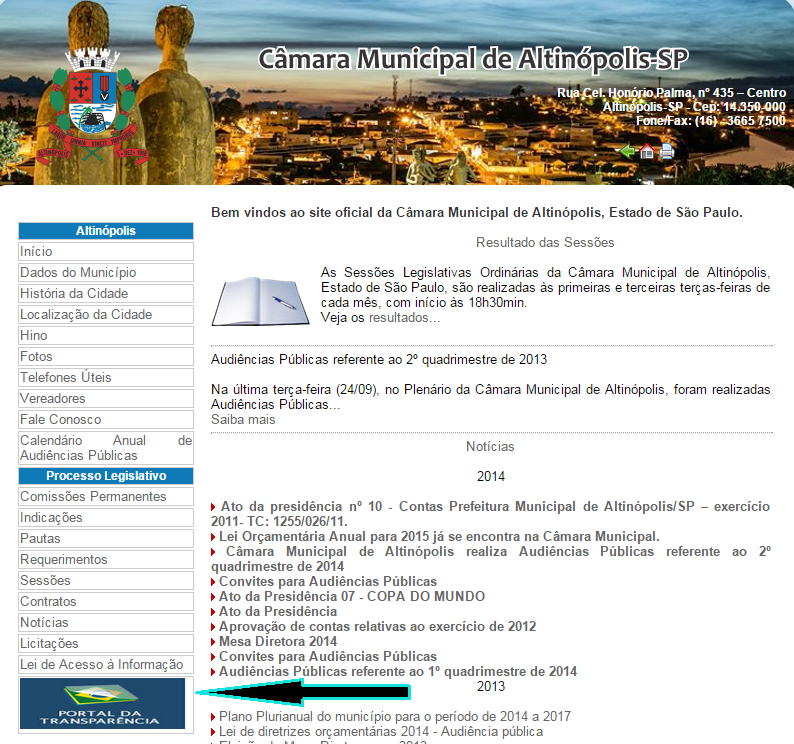 Câmara Municipal de Altinópolis-SP
Rua Cel. Honório Palma, nº 435 – Centro
Altinópolis-SP - Cep: 14.350-000
Fone/Fax: (16) - 3665 7500
Altinópolis
Início
Dados do Município
História da Cidade
Localização da Cidade
Hino
Fotos
Telefones Úteis
Vereadores
Fale Conosco
Calendário Anual de
Audiências Públicas
Processo Legislativo
Comissões Permanentes
Indicações
Pautas
Requerimentos
Sessões
Contratos
Notícias
Licitações
Lei de Acesso à Informação
PORTAL DA
TRANSPARÊNCIA
Bem vindos ao site oficial da Câmara Municipal de Altinópolis, Estado de São Paulo.
Resultado das Sessões
As Sessões Legislativas Ordinárias da Câmara Municipal de Altinópolis,
Estado de São Paulo, são realizadas às primeiras e terceiras terças-feiras de
cada mês, com início às 18h30min.
Veja os resultados...
Audiências Públicas referente ao 2º quadrimestre de 2013
Na última terça-feira (24/09), no Plenário da Câmara Municipal de Altinópolis, foram realizadas
Audiências Públicas...
Saiba mais
Notícias
2014
Ato da presidência nº 10 - Contas Prefeitura Municipal de Altinópolis/SP – exercício
2011- TC: 1255/026/11.
Lei Orçamentária Anual para 2015 já se encontra na Câmara Municipal.
Câmara Municipal de Altinópolis realiza Audiências Públicas referente ao 2º
quadrimestre de 2014
Convites para Audiências Públicas
Ato da Presidência 07 - COPA DO MUNDO
Ato da Presidência
Aprovação de contas relativas ao exercício de 2012
Mesa Diretora 2014
Convites para Audiências Públicas
Audiências Públicas referente ao 1º quadrimestre de 2014
2013
Plano Plurianual do município para o período de 2014 a 2017
Lei de diretrizes orçamentárias 2014 - Audiência pública